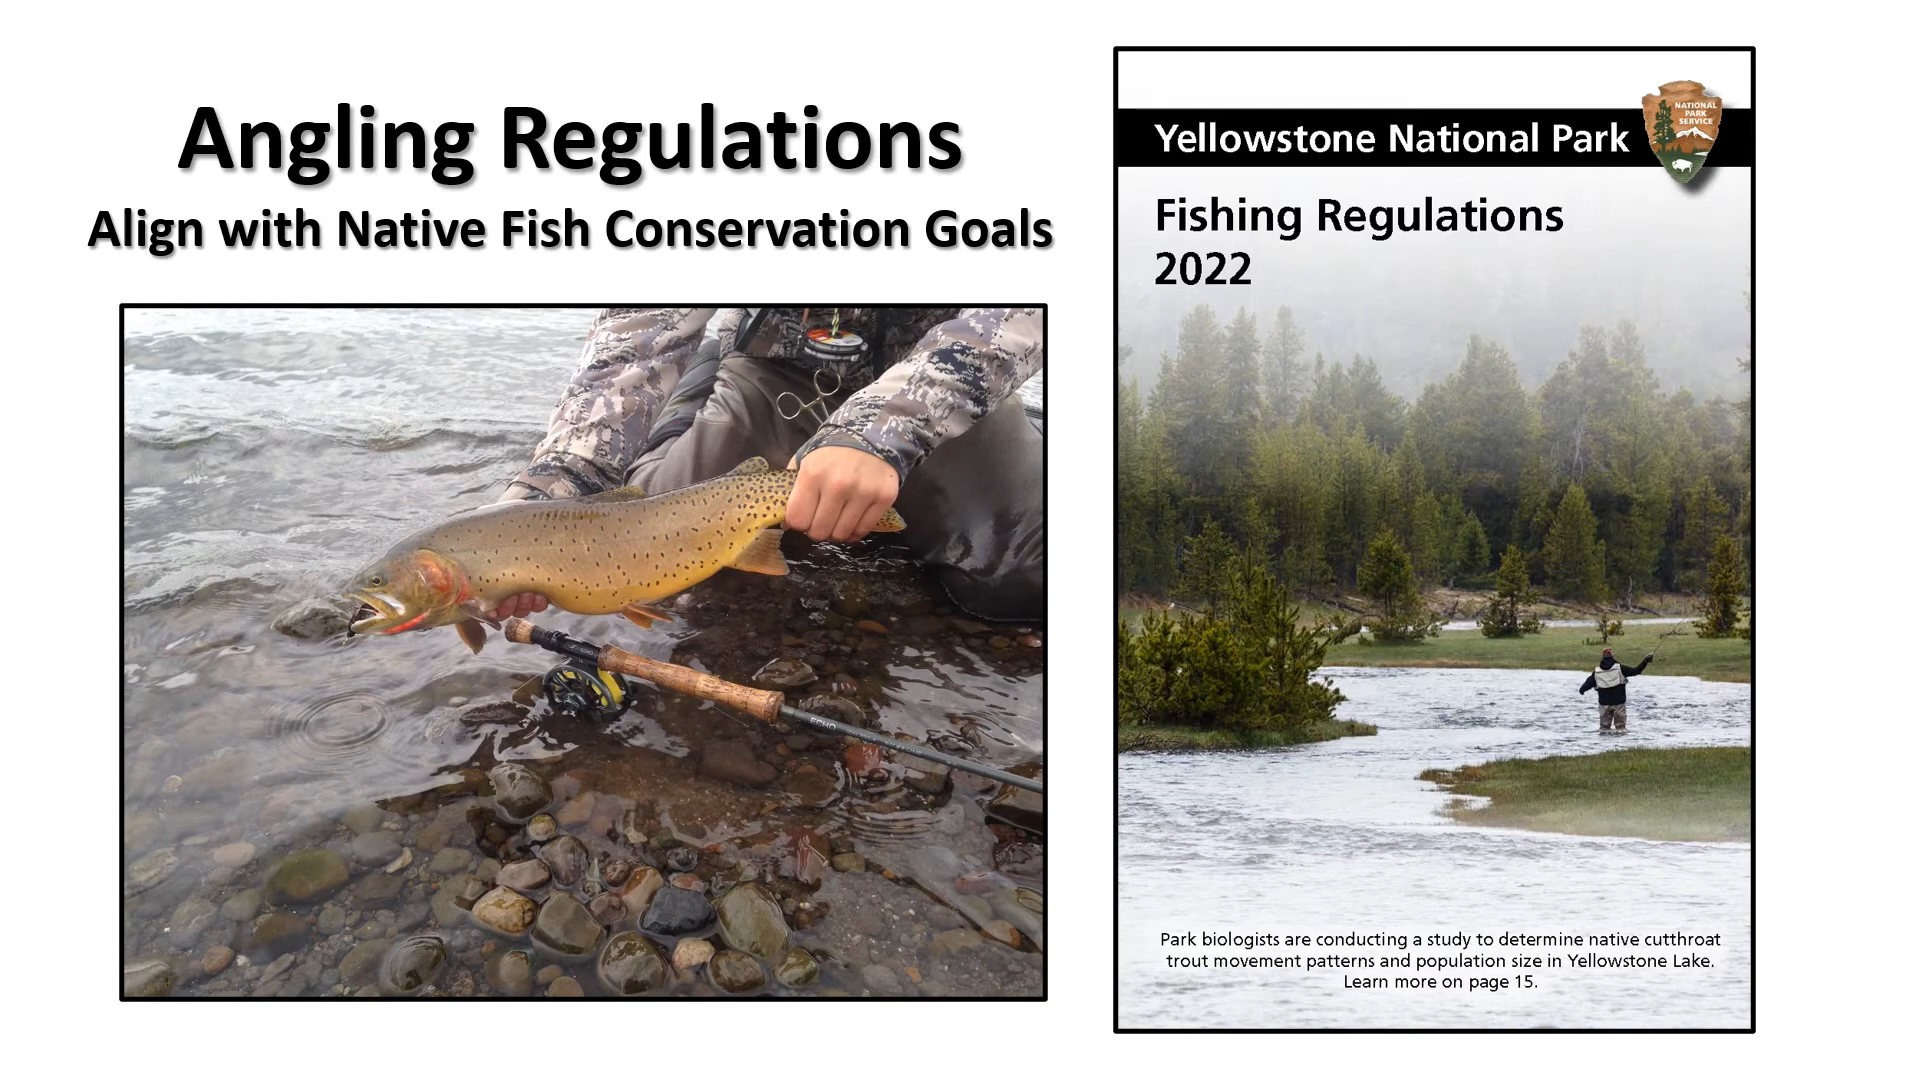 Angling Regulations
Align with Native Fish Conservation Goals
ECHO
Yellowstone National Park
NATIONAL
PARK
SERVICE
Fishing Regulations
2022
Park biologists are conducting a study to determine native cutthroat
trout movement patterns and population size in Yellowstone Lake.
Learn more on page 15.